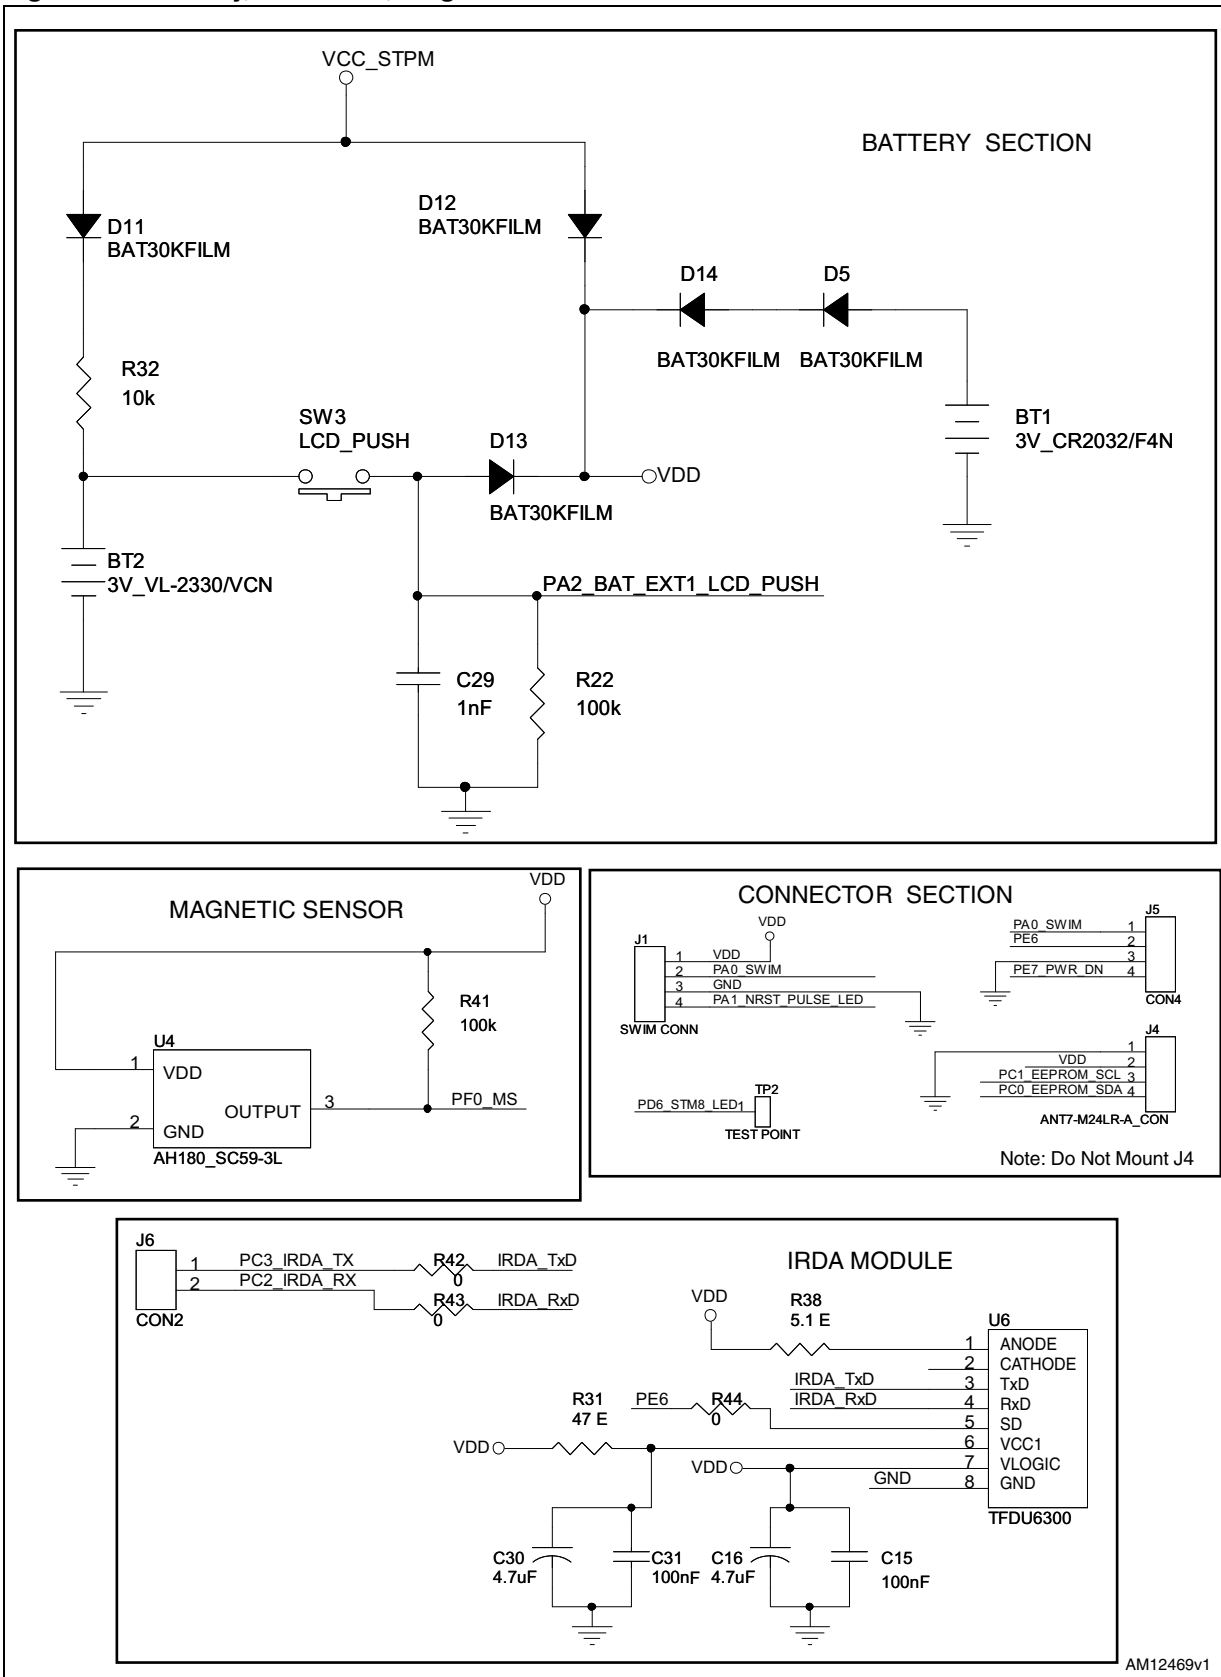 VCC_STPM
BATTERY SECTION
D11
BAT30KFILM
D12
BAT30KFILM
D14
BAT30KFILM
D5
BAT30KFILM
R32
10k
SW3
LCD_PUSH
D13
BAT30KFILM
VDD
BT1
3V_CR2032/F4N
BT2
3V_VL-2330/VCN
PA2_BAT_EXT1_LCD_PUSH
C29
1nF
R22
100k
MAGNETIC SENSOR
VDD
R41
100k
U4
1
VDD
OUTPUT
3
PF0_MS
2
GND
AH180_SC59-3L
CONNECTOR SECTION
VDD
J1
1
VDD
2
PA0_SWIM
3
GND
4
PA1_NRST_PULSE_LED
SWIM CONN
J5
PA0_SWIM
1
PE6
2
3
PE7_PWR_DN
4
CON4
J4
1
VDD
2
PC1_EEPROM_SCL
3
PC0_EEPROM_SDA
4
ANT7-M24LR-A_CON
TP2
PD6_STM8_LED
1
TEST POINT
Note: Do Not Mount J4
IRDA MODULE
J6
1
PC3_IRDA_TX
R42
0
IRDA_TxD
2
PC2_IRDA_RX
R43
0
IRDA_RxD
CON2
VDD
R38
5.1 E
U6
1
ANODE
2
CATHODE
IRDA_TxD
3
TxD
IRDA_RxD
4
RxD
PE6
R44
0
5
SD
R31
47 E
VDD
6
VCC1
VDD
7
VLOGIC
GND
8
GND
TFDU6300
C30
4.7uF
C31
100nF
C16
4.7uF
C15
100nF
AM12469v1